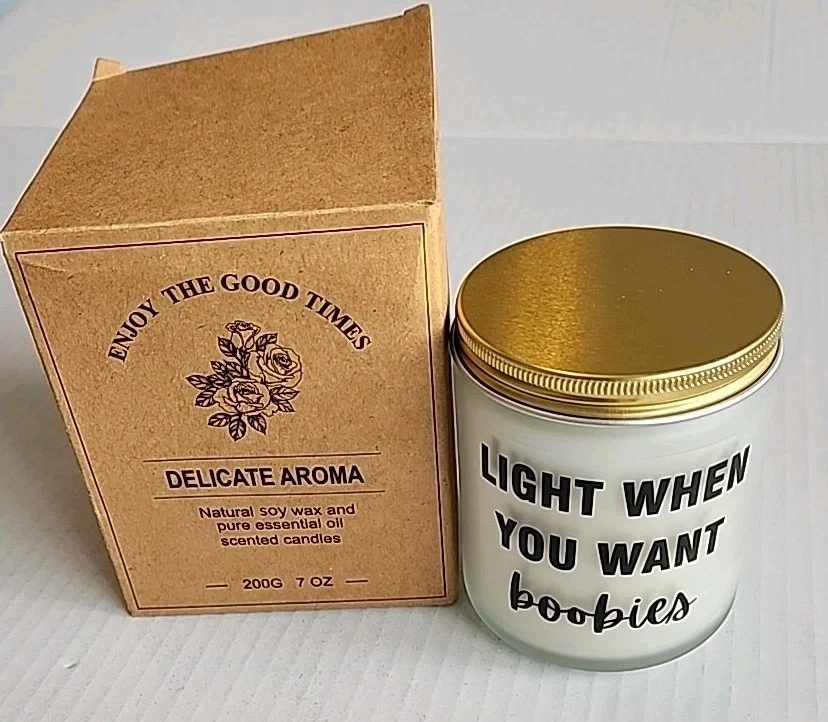 ENJOY THE GOOD TIMES
DELICATE AROMA
Natural soy wax and
pure essential oil
scented candles
200G 7 OZ
LIGHT WHEN
YOU WANT
boobies